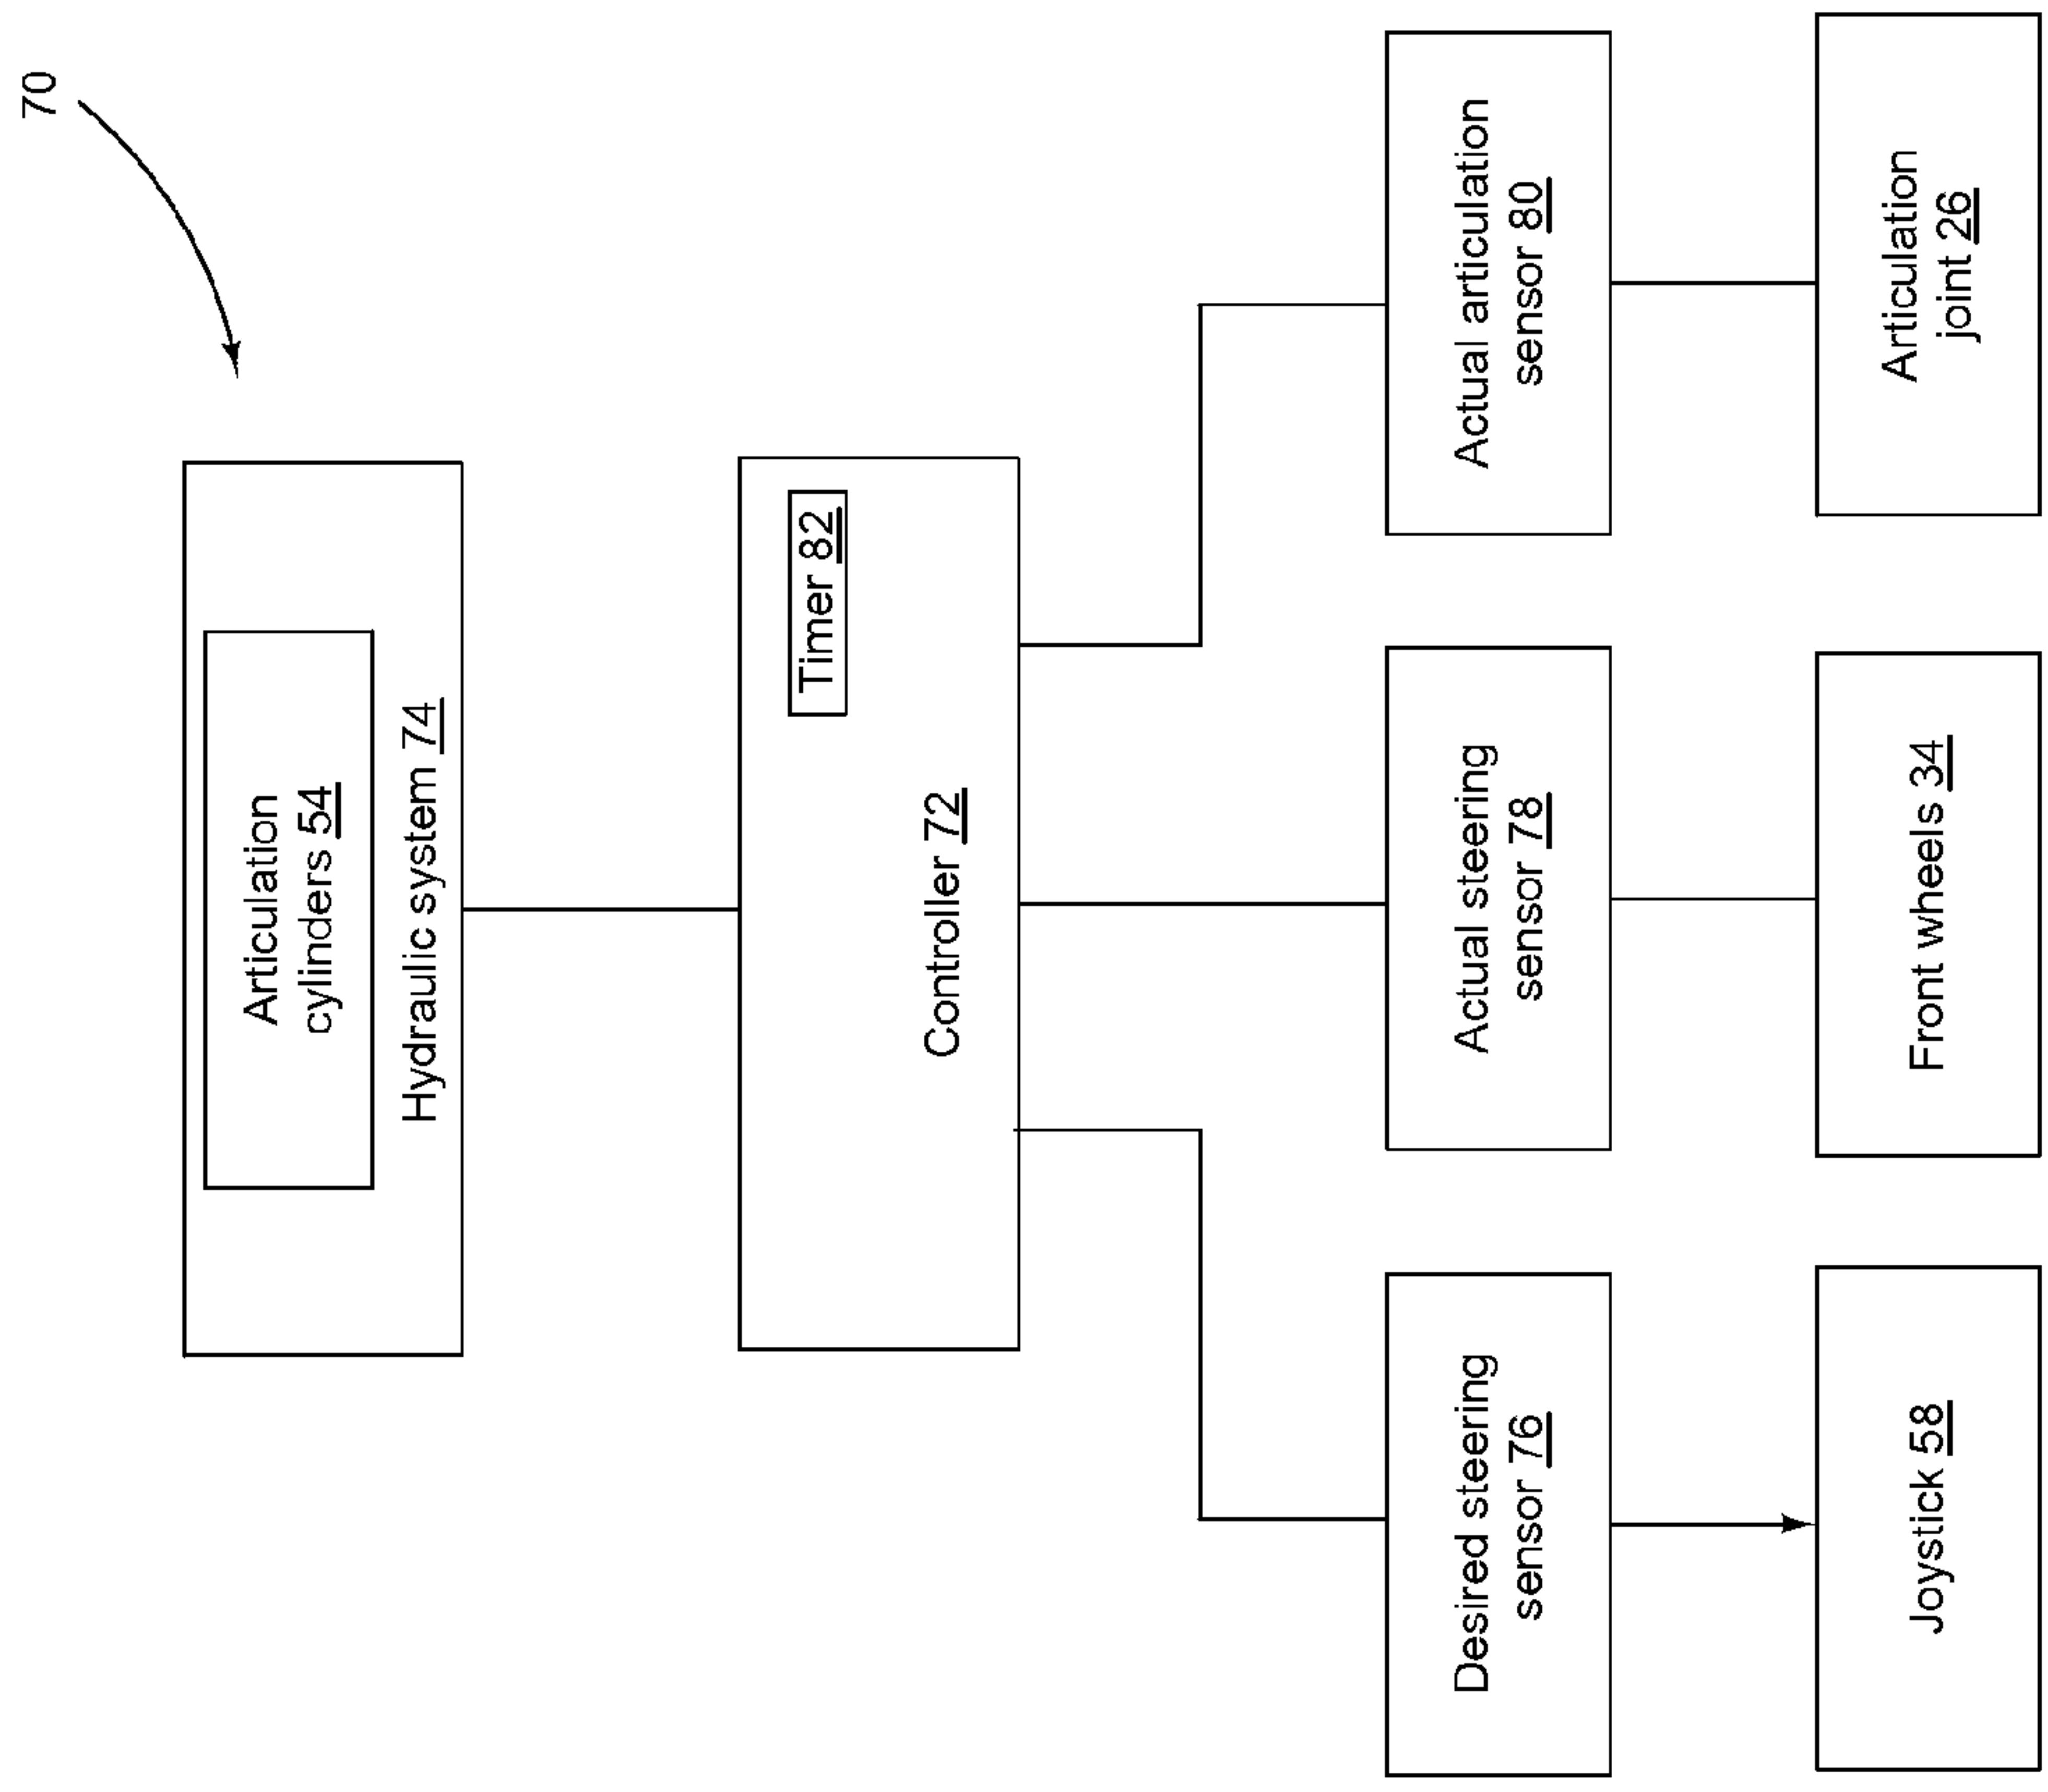 70
Articulation
cylinders 54
Hydraulic system 74
Timer 82
Controller 72
Desired steering
sensor 76
Actual steering
sensor 78
Actual articulation
sensor 80
Joystick 58
Front wheels 34
Articulation
joint 26